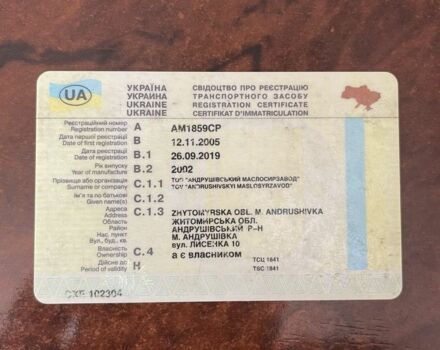 UA
УКРАЇНА СВІДОЦТВО ПРО РЕЄСТРАЦІЮ
УКРАИНА ТРАНСПОРТНОГО ЗАСОБУ
UKRAINE REGISTRATION CERTIFICATE
UKRAINE CERTIFIKAT D'IMMATRICULATION
Реєстраційний номер
Registration number A AM1859CP
Дата першої реєстрації
Date of first registration B 12.11.2005
Дата реєстрації
Date of registration B.1 26.09.2019
Рік випуску
Year of manufacture B.2 2002
Прізвище або організація ТОВ "АНДРУШІВСЬКИЙ МАСЛОСИРЗАВОД"
Surname or company C.1.1 TOV "ANDRUSHIVSKYI MASLOSYRZAVOD"
Ім'я та по батькові
Given name(s) C.1.2
Адреса C.1.3 ZHYTOMYRSKA OBL. M. ANDRUSHIVKA
Address ЖИТОМИРСЬКА ОБЛ.
Область АНДРУШІВСЬКИЙ Р-Н
Район М. АНДРУШІВКА
Нас. пункт вул. ЛИСЕНКА 10
Вул., буд., кв.
Власність
Ownership C.4 а є власником ТСЦ 1841
Дійсне до
Period of validity H TSC 1841
СХЕ 102304